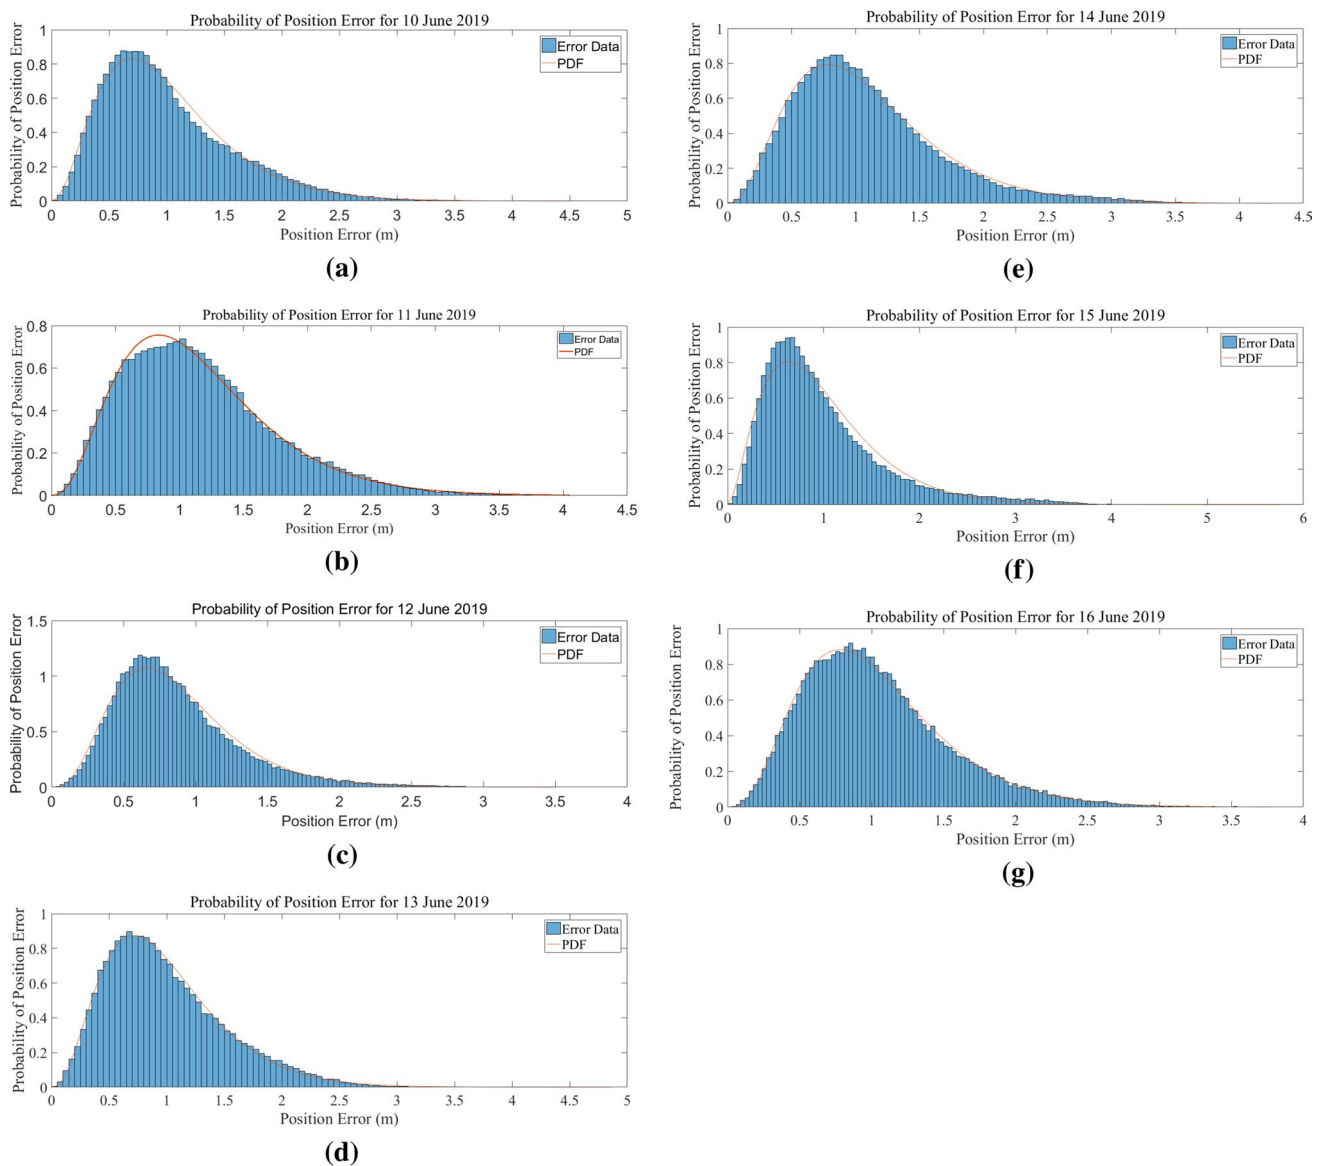 Probability of Position Error for 10 June 2019
Probability of Position Error
1
0.8
0.6
0.4
0.2
0
Error Data
PDF
0 0.5 1 1.5 2 2.5 3 3.5 4 4.5 5
Position Error (m)
(a)
Probability of Position Error for 11 June 2019
Probability of Position Error
0.8
0.6
0.4
0.2
0
Error Data
PDF
0 0.5 1 1.5 2 2.5 3 3.5 4 4.5
Position Error (m)
(b)
Probability of Position Error for 12 June 2019
Probability of Position Error
1.5
1
0.5
0
Error Data
PDF
0 0.5 1 1.5 2 2.5 3 3.5 4
Position Error (m)
(c)
Probability of Position Error for 13 June 2019
Probability of Position Error
1
0.8
0.6
0.4
0.2
0
Error Data
PDF
0 0.5 1 1.5 2 2.5 3 3.5 4 4.5 5
Position Error (m)
(d)
Probability of Position Error for 14 June 2019
Probability of Position Error
1
0.8
0.6
0.4
0.2
0
Error Data
PDF
0 0.5 1 1.5 2 2.5 3 3.5 4 4.5
Position Error (m)
(e)
Probability of Position Error for 15 June 2019
Probability of Position Error
1
0.8
0.6
0.4
0.2
0
Error Data
PDF
0 1 2 3 4 5 6
Position Error (m)
(f)
Probability of Position Error for 16 June 2019
Probability of Position Error
1
0.8
0.6
0.4
0.2
0
Error Data
PDF
0 0.5 1 1.5 2 2.5 3 3.5 4
Position Error (m)
(g)